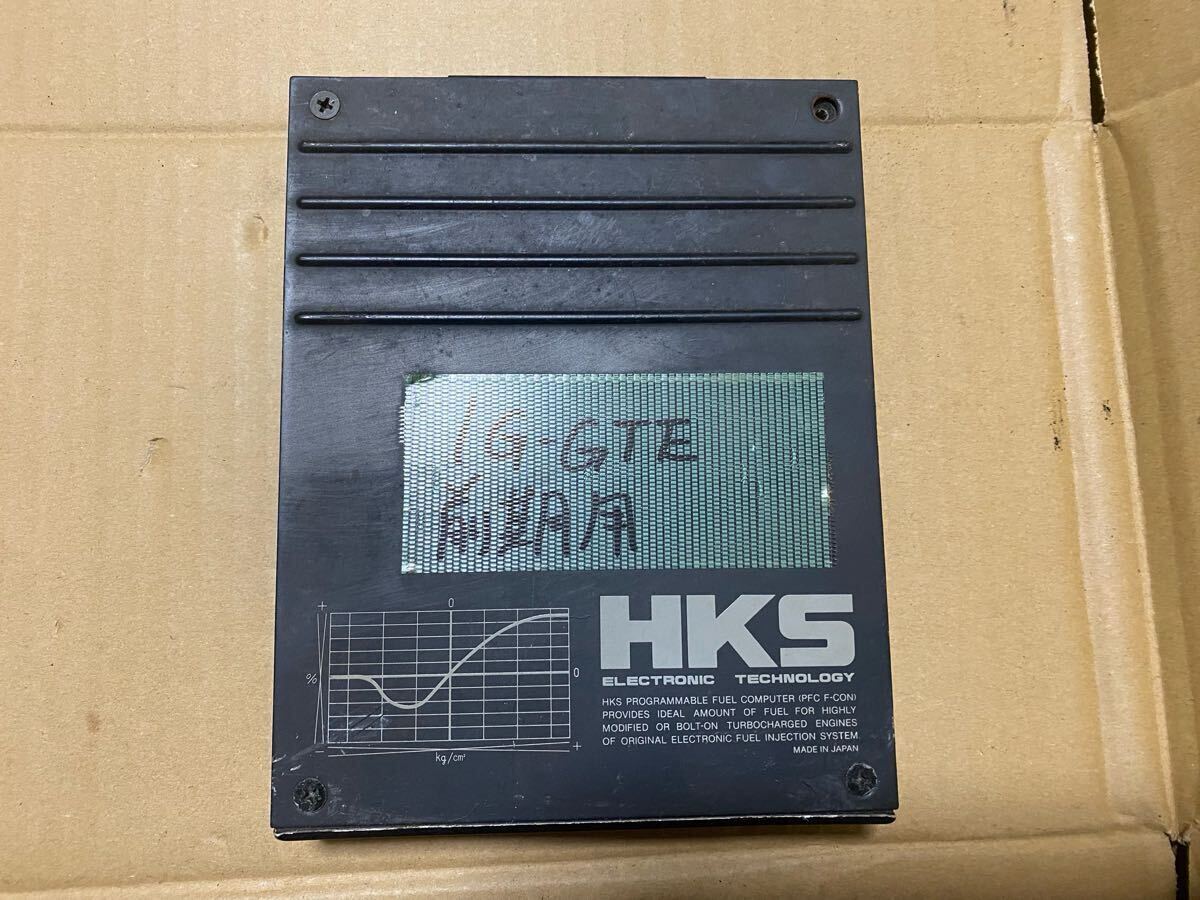 1G-GTE
前期用
+
0
%
0
-
+
kg/cm²
HKS
ELECTRONIC TECHNOLOGY
HKS PROGRAMMABLE FUEL COMPUTER (PFC F-CON)
PROVIDES IDEAL AMOUNT OF FUEL FOR HIGHLY
MODIFIED OR BOLT-ON TURBOCHARGED ENGINES
OF ORIGINAL ELECTRONIC FUEL INJECTION SYSTEM
MADE IN JAPAN